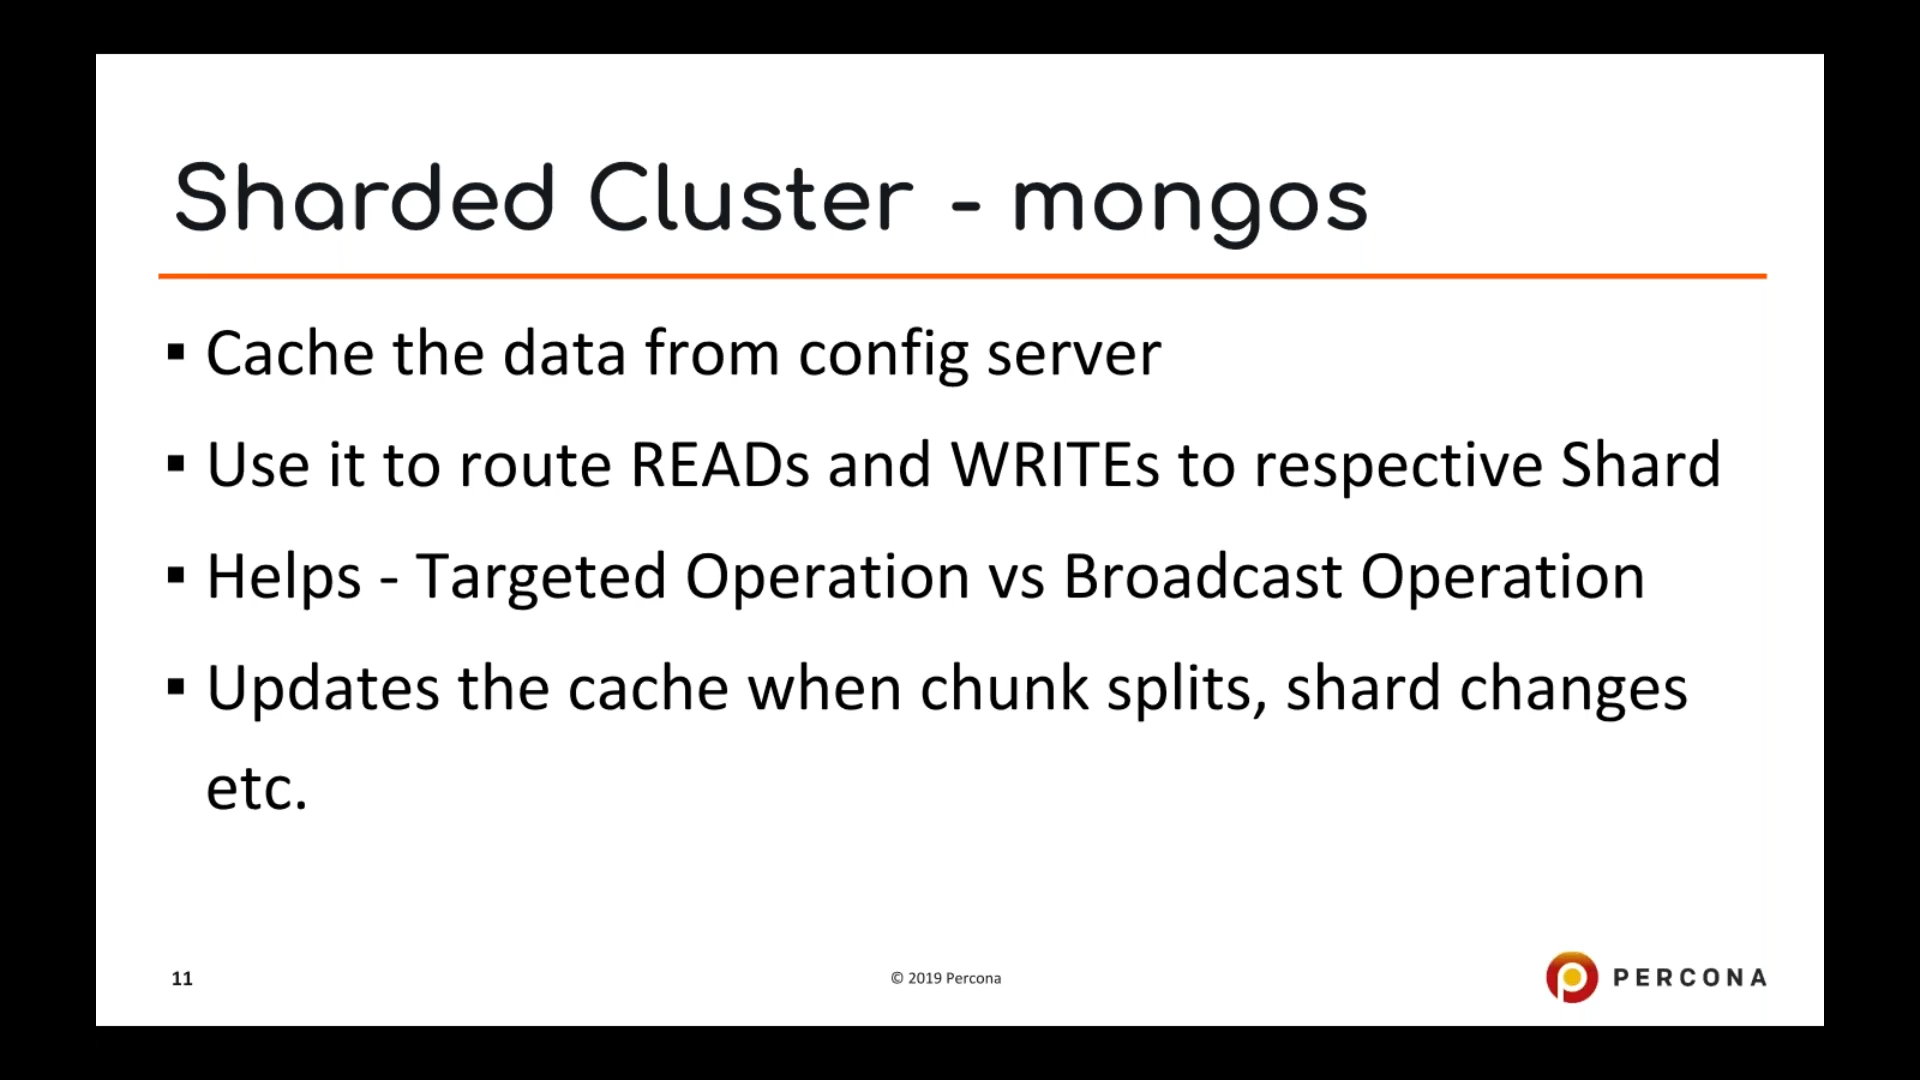 Sharded Cluster - mongos
▪ Cache the data from config server
▪ Use it to route READs and WRITEs to respective Shard
▪ Helps - Targeted Operation vs Broadcast Operation
▪ Updates the cache when chunk splits, shard changes
etc.
11
© 2019 Percona
PERCONA